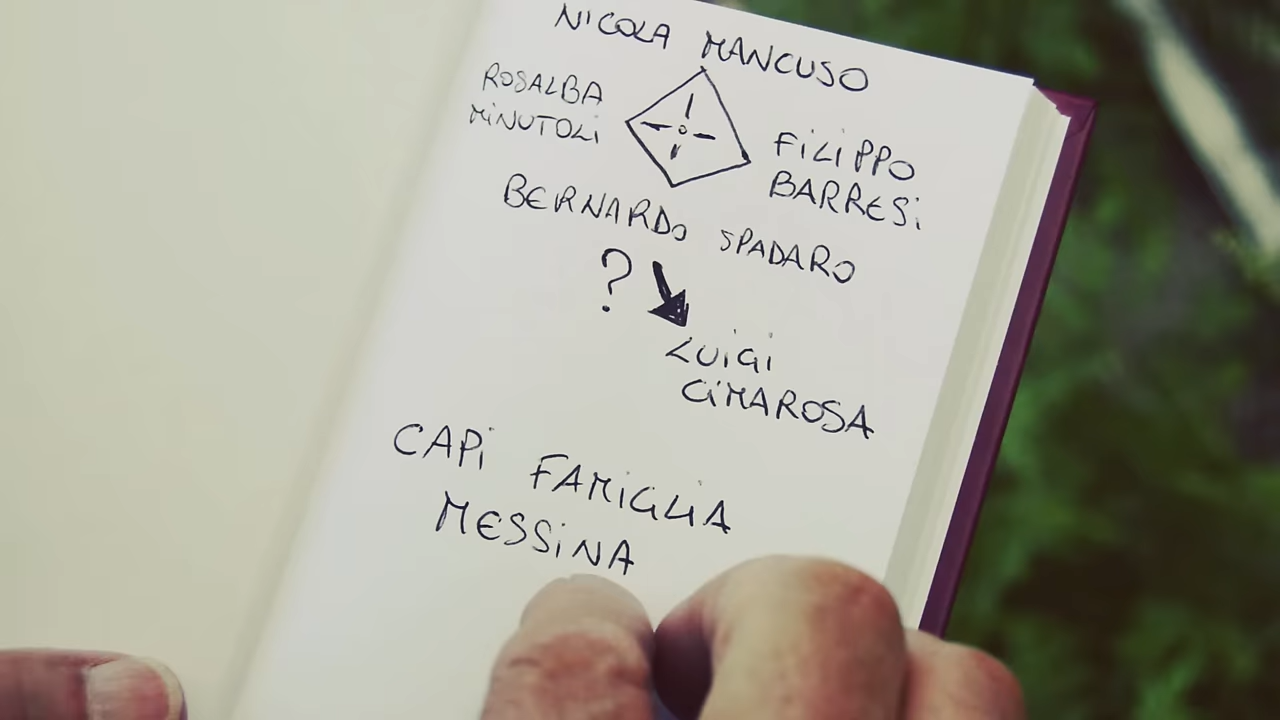 NICOLA MANCUSO
ROSALBA
MINUTOLI
FILIPPO
BARRESI
BERNARDO SPADARO
?
LUIGI
CIMAROSA
CAPI FAMIGLIA
MESSINA